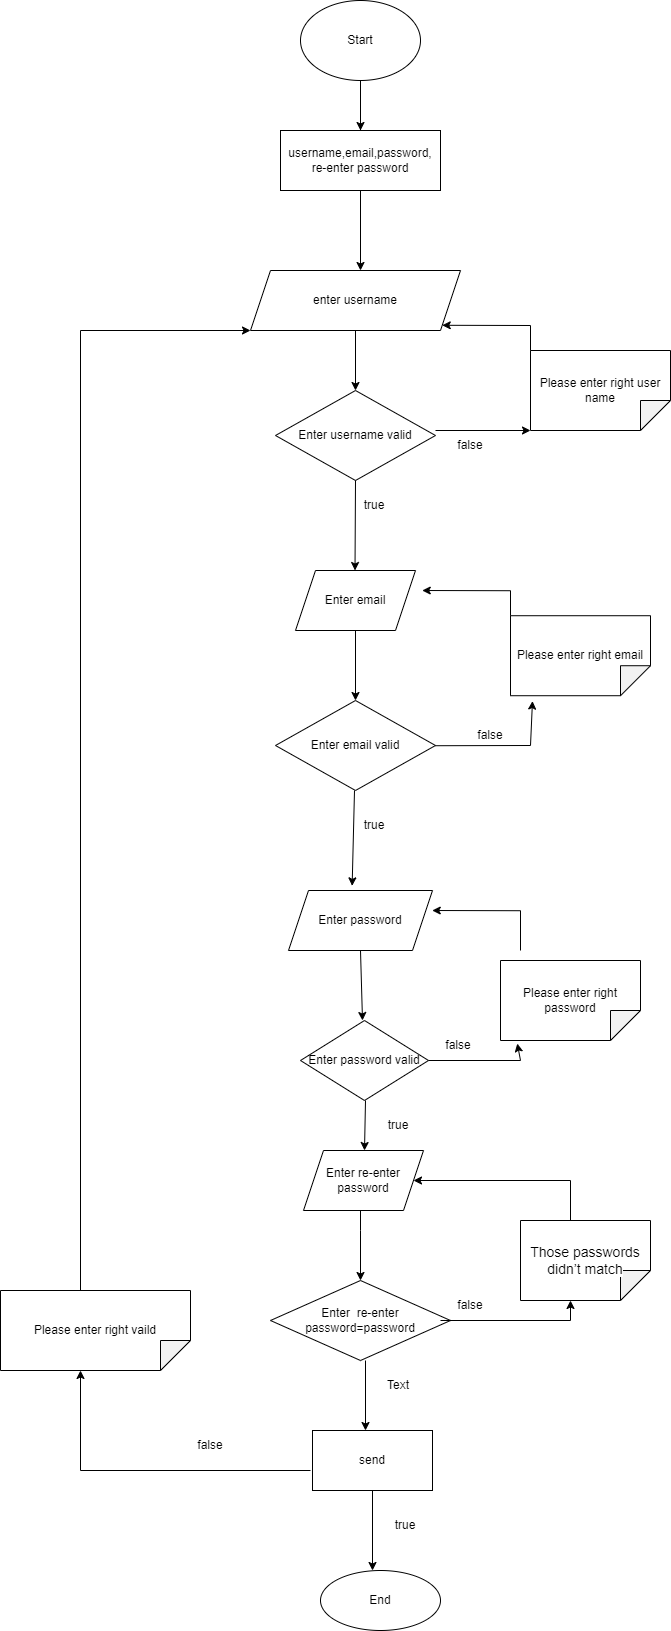 Start
username,email,password,
re-enter password
enter username
Please enter right user
name
Enter username valid
false
true
Enter email
Please enter right email
Enter email valid
false
true
Enter password
Please enter right
password
Enter password valid
false
true
Enter re-enter
password
Those passwords
didn't match
Enter  re-enter
password=password
false
Please enter right vaild
Text
false
send
true
End